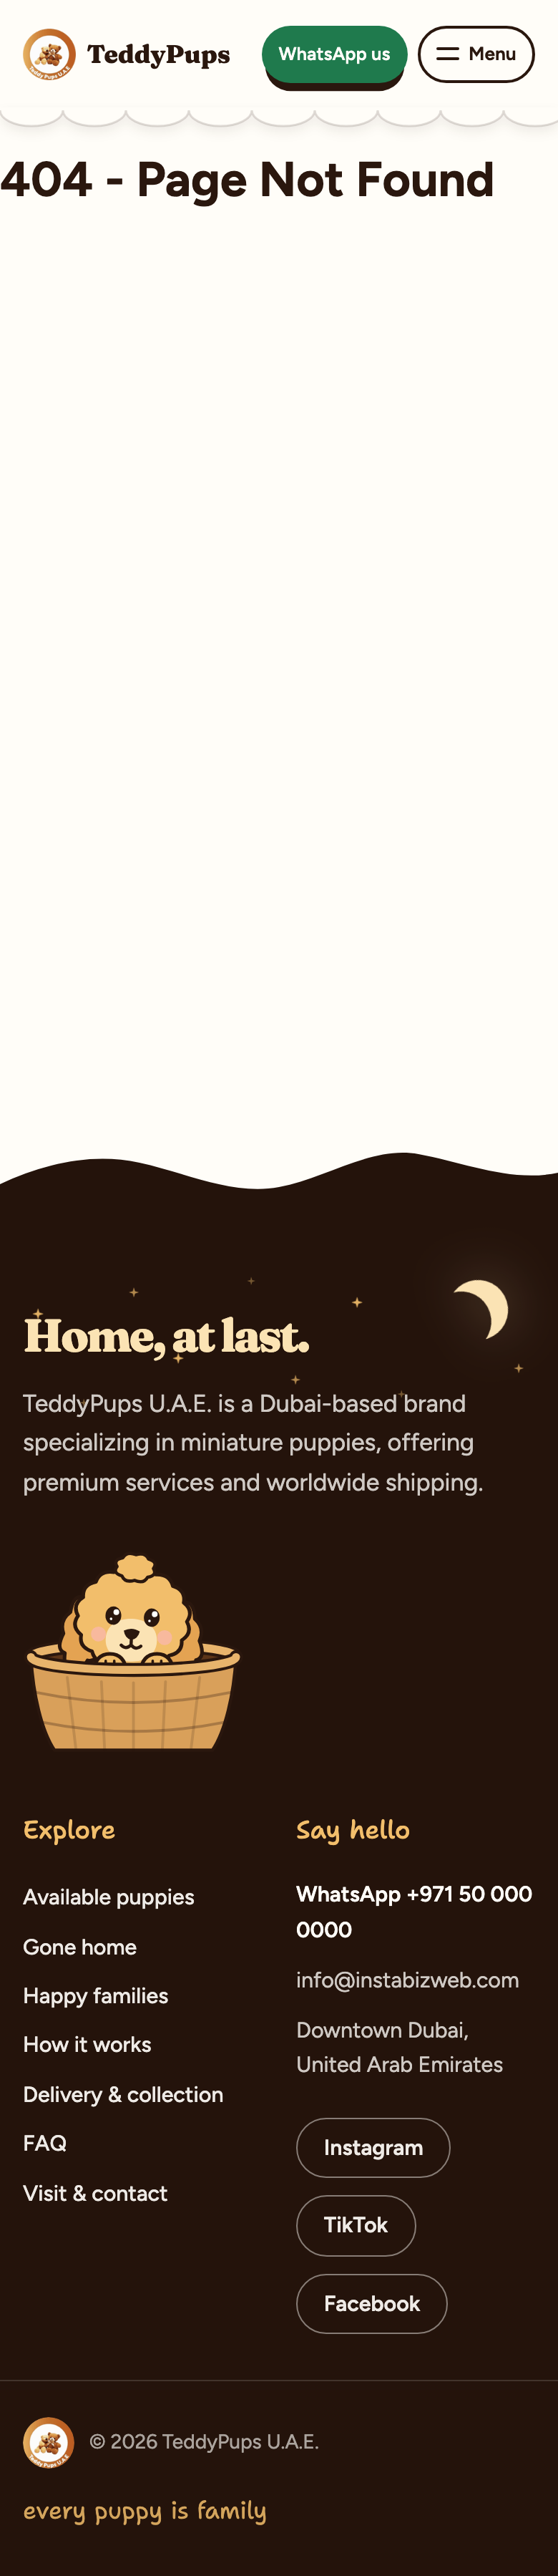 TeddyPups
WhatsApp us
Menu
404 - Page Not Found
Home, at last.
TeddyPups U.A.E. is a Dubai-based brand
specializing in miniature puppies, offering
premium services and worldwide shipping.
Explore
Available puppies
Gone home
Happy families
How it works
Delivery & collection
FAQ
Visit & contact
Say hello
WhatsApp +971 50 000
0000
info@instabizweb.com
Downtown Dubai,
United Arab Emirates
Instagram
TikTok
Facebook
Teddy Pups U.A.E
© 2026 TeddyPups U.A.E.
every puppy is family